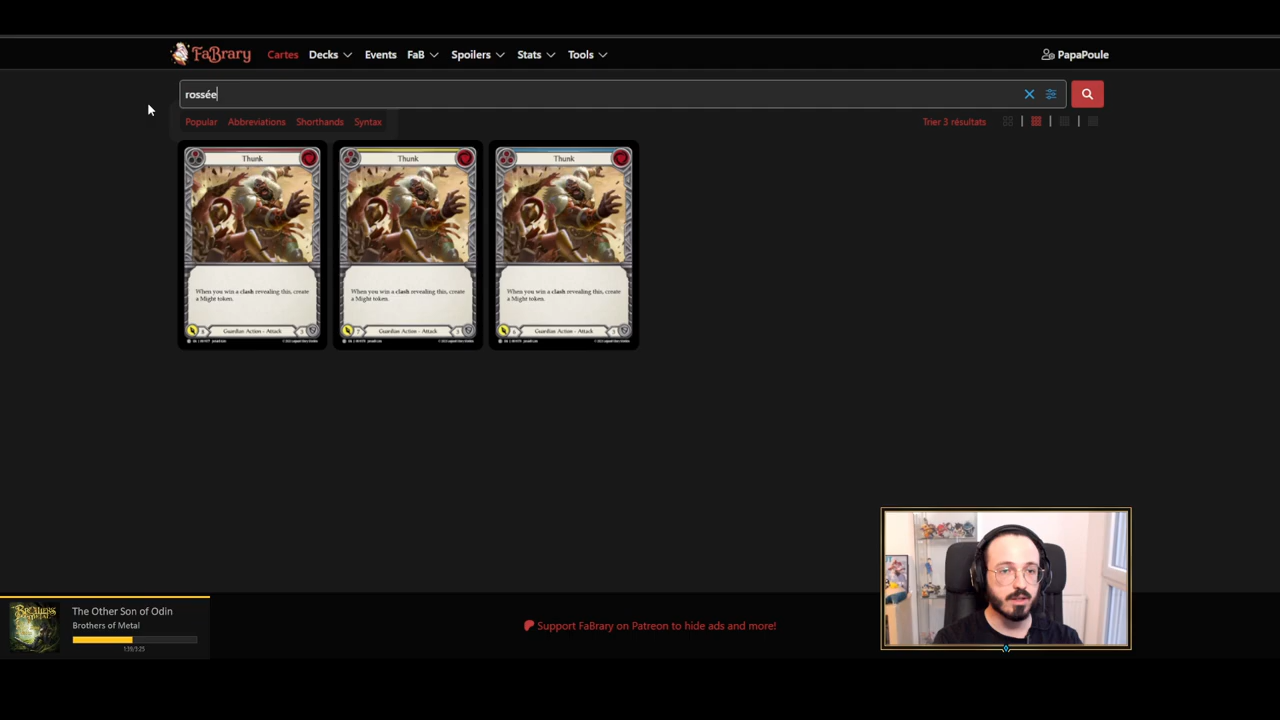 FaBrary Cartes Decks Events FaB Spoilers Stats Tools PapaPoule
rossée
Popular Abbreviations Shorthands Syntax Trier 3 résultats
Thunk
When you win a clash revealing this, create
a Might token.
Guardian Action - Attack
Thunk
When you win a clash revealing this, create
a Might token.
Guardian Action - Attack
Thunk
When you win a clash revealing this, create
a Might token.
Guardian Action - Attack
The Other Son of Odin
Brothers of Metal
Support FaBrary on Patreon to hide ads and more!